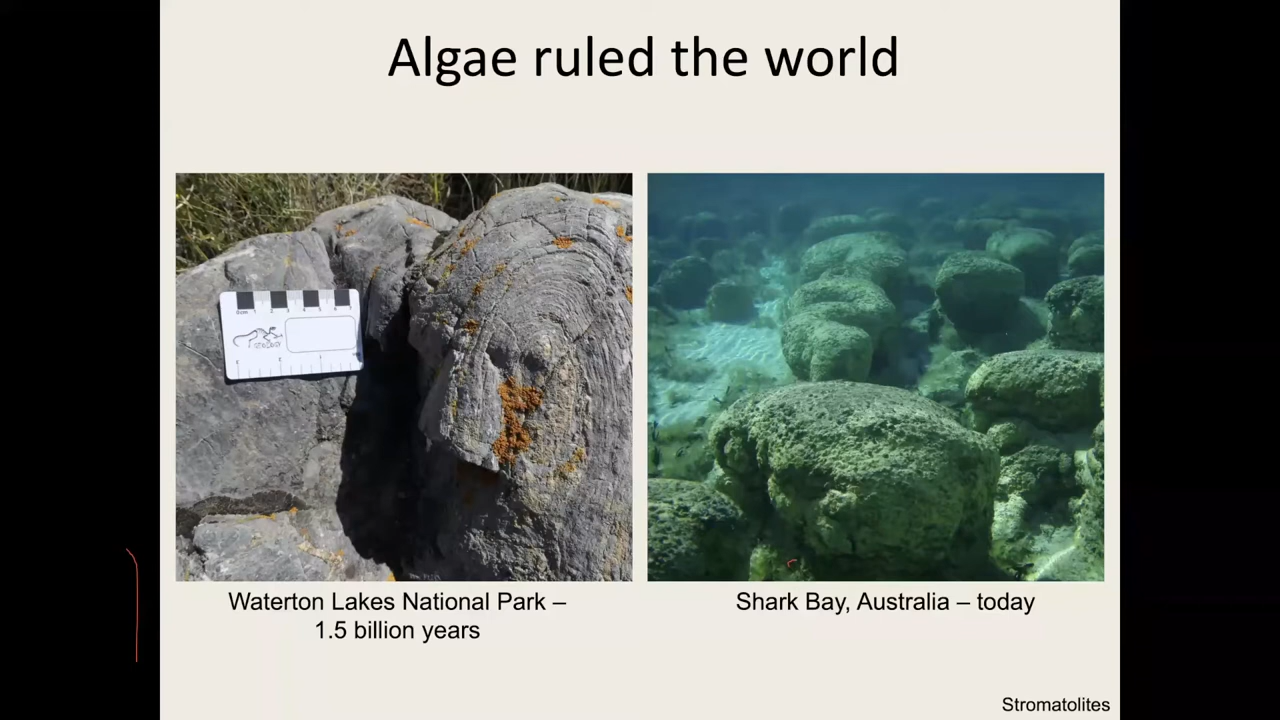 Algae ruled the world
Waterton Lakes National Park –
1.5 billion years
Shark Bay, Australia – today
Stromatolites